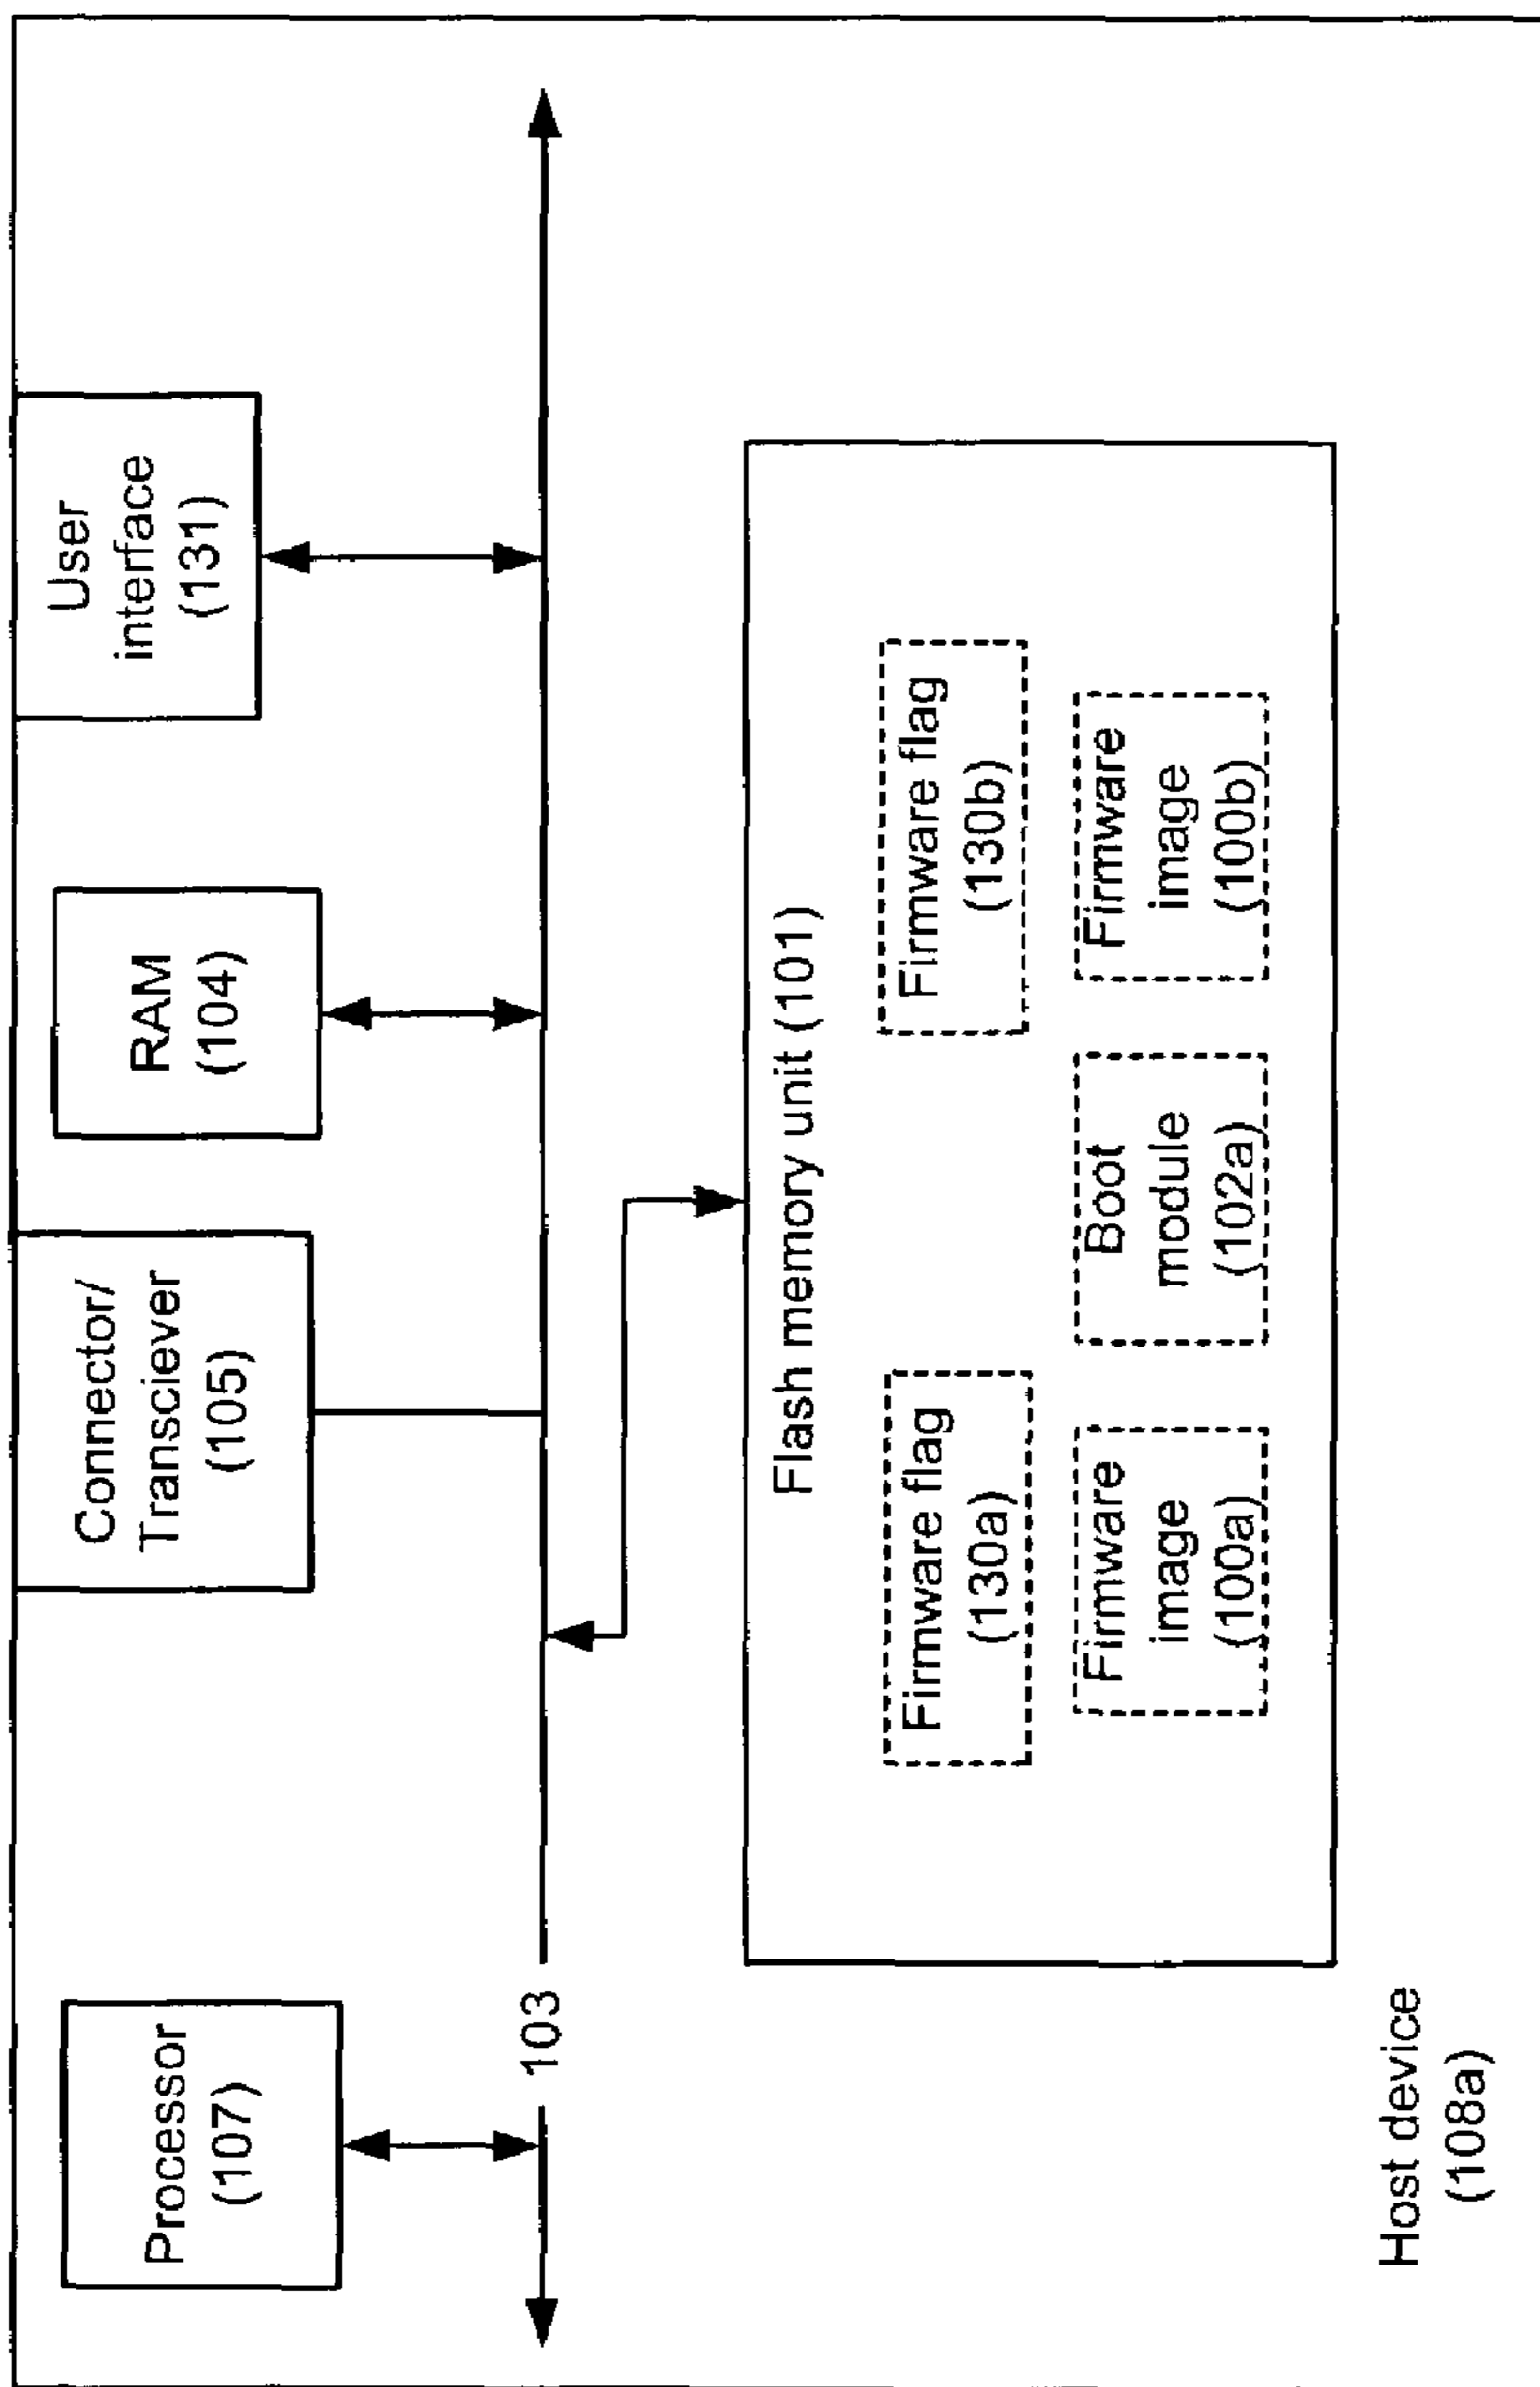 Processor
(107)
Connector/
Transciever
(105)
RAM
(104)
User
interface
(131)
103
Flash memory unit (101)
Firmware flag
(130a)
Firmware flag
(130b)
Firmware
image
(100a)
Boot
module
(102a)
Firmware
image
(100b)
Host device
(108a)